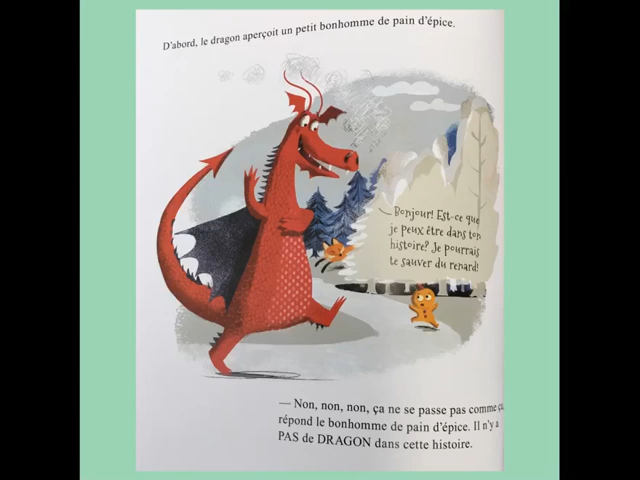 D'abord, le dragon aperçoit un petit bonhomme de pain d'épice.
— Bonjour! Est-ce que
je peux être dans ton
histoire? Je pourrais
te sauver du renard!
— Non, non, non, ça ne se passe pas comme
répond le bonhomme de pain d'épice. Il n'y a
PAS de DRAGON dans cette histoire.